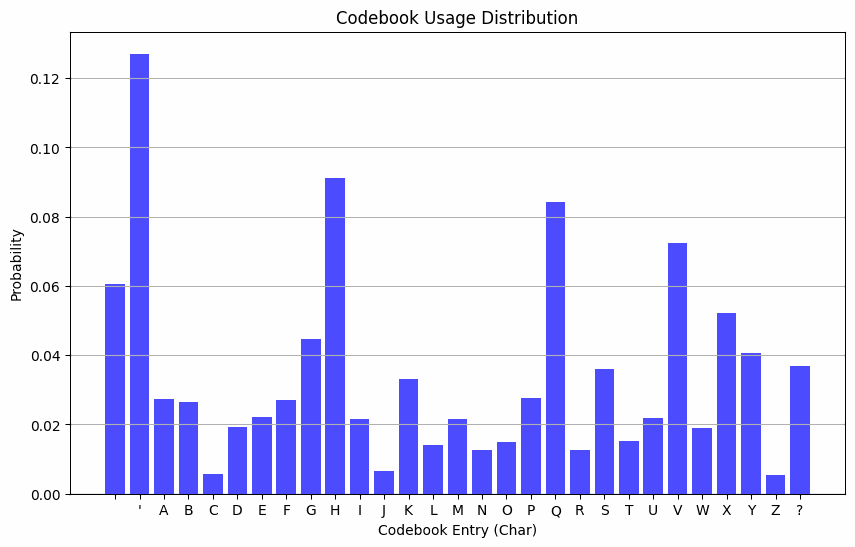 Codebook Usage Distribution
Probability
0.12
0.10
0.08
0.06
0.04
0.02
0.00
' A B C D E F G H I J K L M N O P Q R S T U V W X Y Z ?
Codebook Entry (Char)